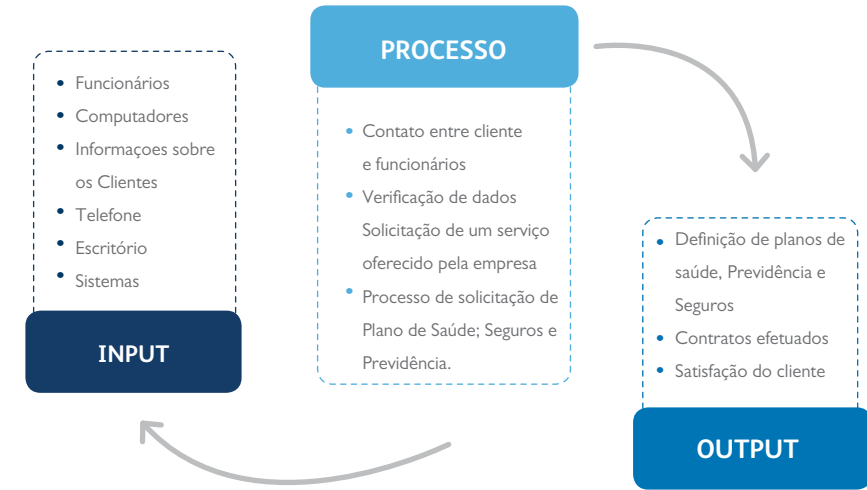 Funcionários
Computadores
Informaçoes sobre
os Clientes
Telefone
Escritório
Sistemas
INPUT
PROCESSO
Contato entre cliente
e funcionários
Verificação de dados
Solicitação de um serviço
oferecido pela empresa
Processo de solicitação de
Plano de Saúde; Seguros e
Previdência.
Definição de planos de
saúde, Previdência e
Seguros
Contratos efetuados
Satisfação do cliente
OUTPUT